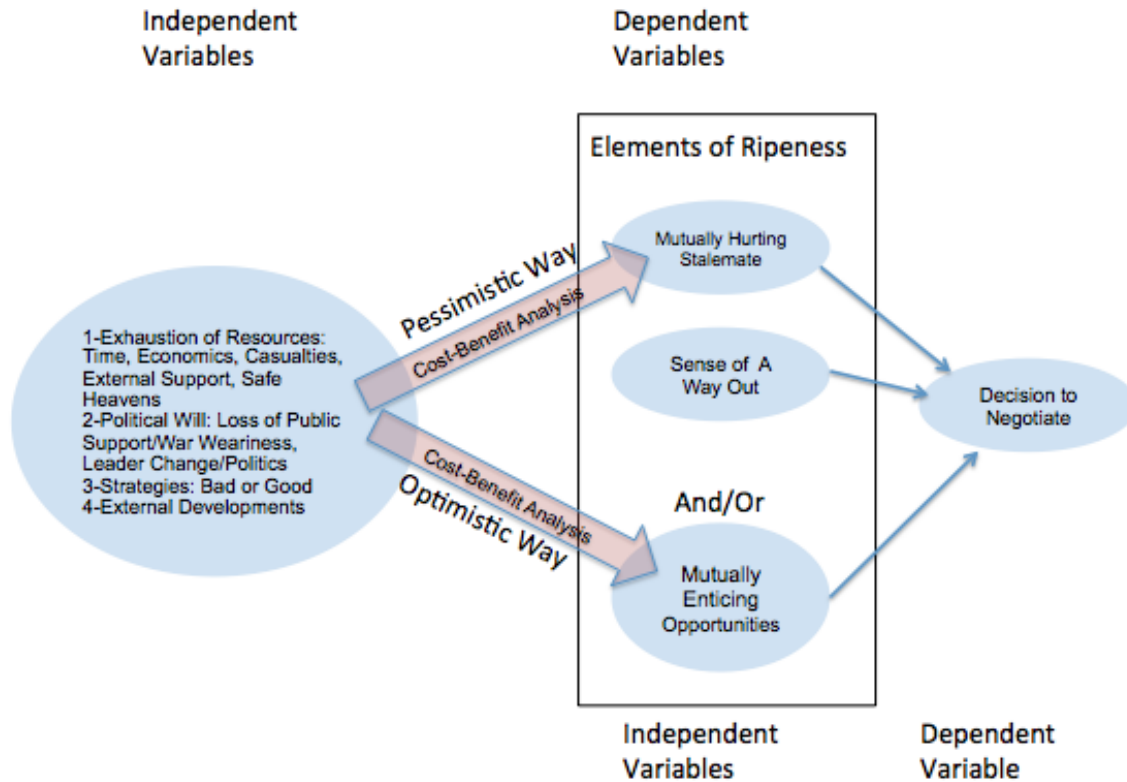 Independent
Variables
Dependent
Variables
Elements of Ripeness
Mutually Hurting
Stalemate
Pessimistic Way
Cost-Benefit Analysis
1-Exhaustion of Resources:
Time, Economics, Casualties,
External Support, Safe
Heavens
2-Political Will: Loss of Public
Support/War Weariness,
Leader Change/Politics
3-Strategies: Bad or Good
4-External Developments
Sense of A
Way Out
Decision to
Negotiate
Cost-Benefit Analysis
Optimistic Way
And/Or
Mutually
Enticing
Opportunities
Independent
Variables
Dependent
Variable